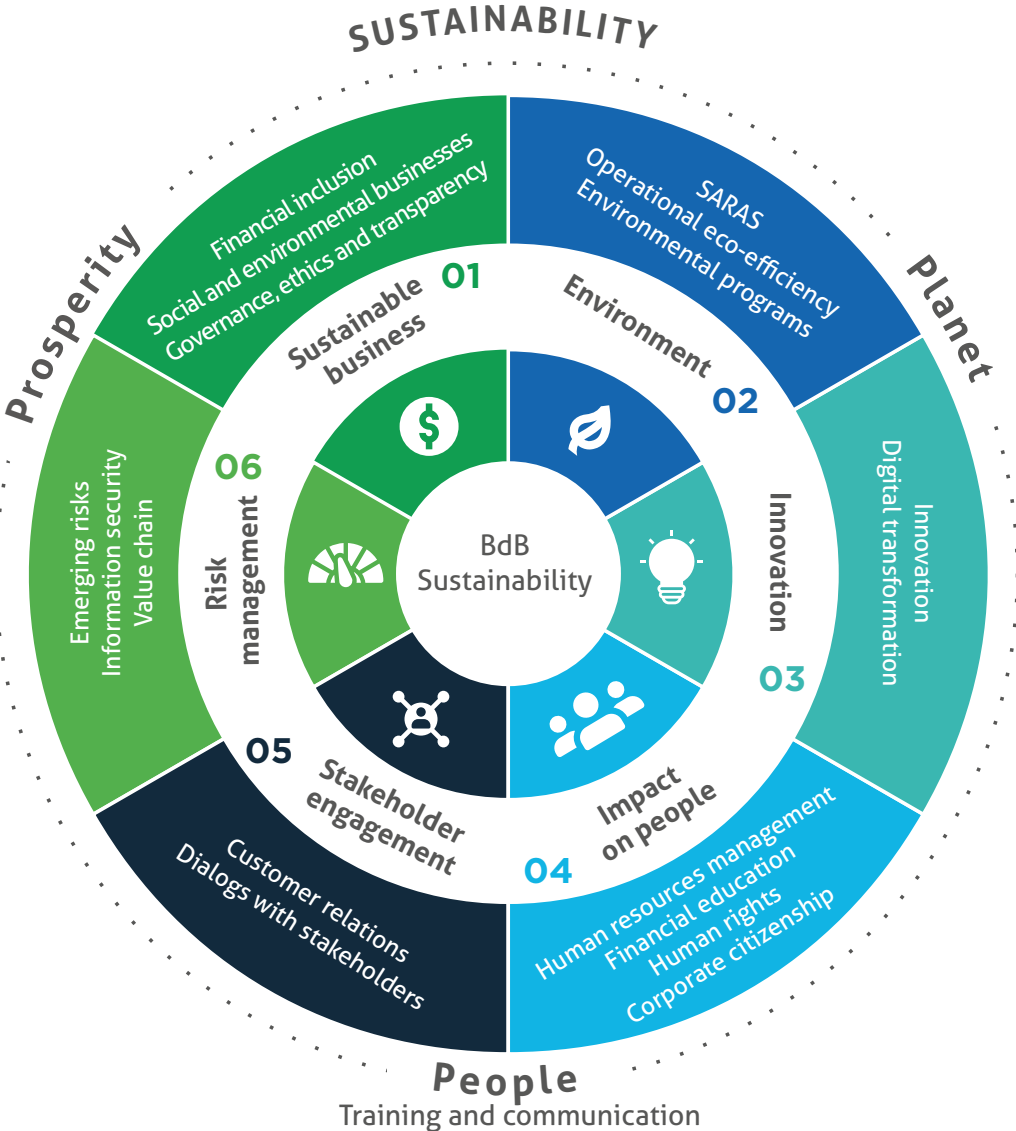 SUSTAINABILITY
Prosperity
Planet
Financial inclusion
Social and environmental businesses
Governance, ethics and transparency
01
Sustainable
business
SARAS
Operational eco-efficiency
Environmental programs
Environment
02
Innovation
Digital transformation
Innovation
03
Human resources management
Financial education
Human rights
Corporate citizenship
Impact
on people
04
Customer relations
Dialogs with stakeholders
Stakeholder
engagement
05
Emerging risks
Information security
Value chain
Risk
management
06
BdB
Sustainability
People
Training and communication